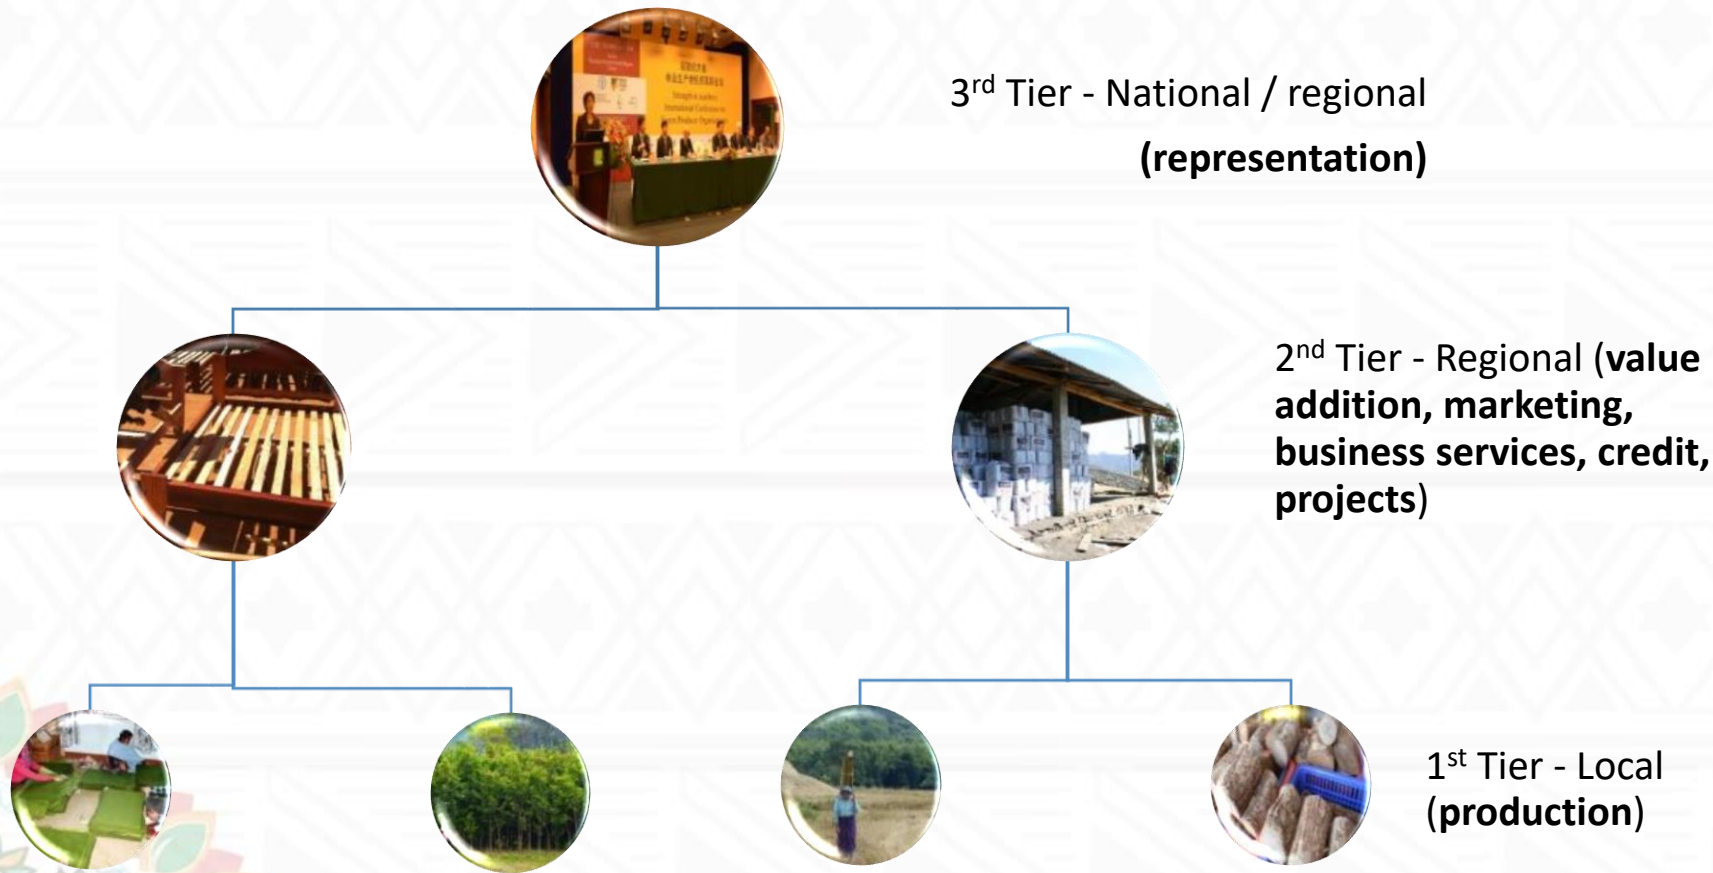 3rd Tier - National / regional
(representation)
2nd Tier - Regional (value
addition, marketing,
business services, credit,
projects)
1st Tier - Local
(production)